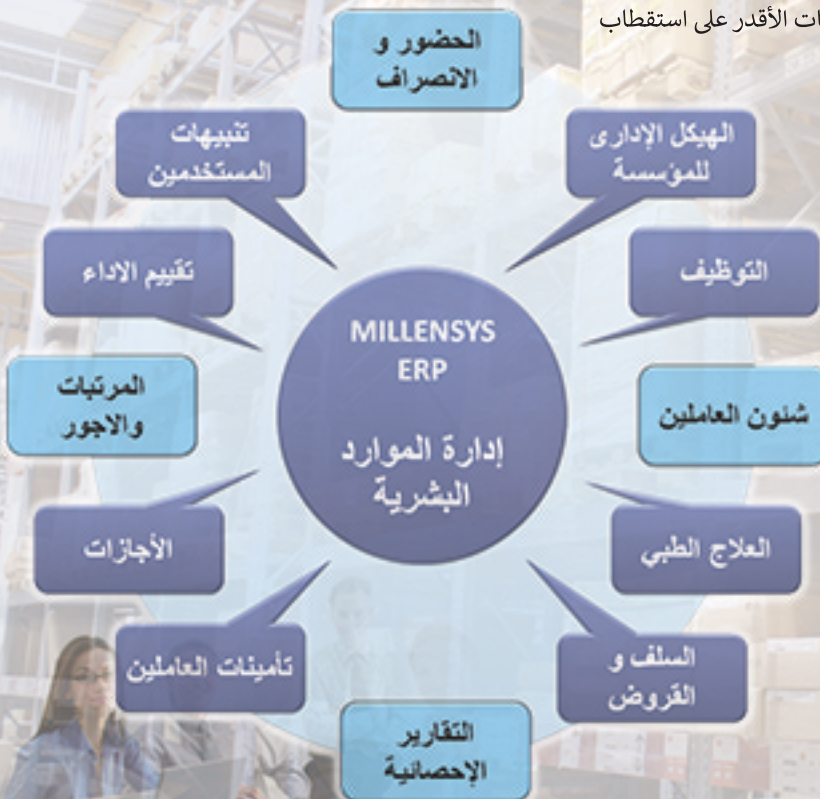 ات الأقدر على استقطاب
الحضور و
الانصراف
الهيكل الإدارى
للمؤسسة
تنبيهات
المستخدمين
التوظيف
تقييم الاداء
MILLENSYS
ERP
إدارة الموارد
البشرية
شئون العاملين
المرتبات
والاجور
العلاج الطبي
الأجازات
السلف و
القروض
تأمينات العاملين
التقارير
الإحصائية